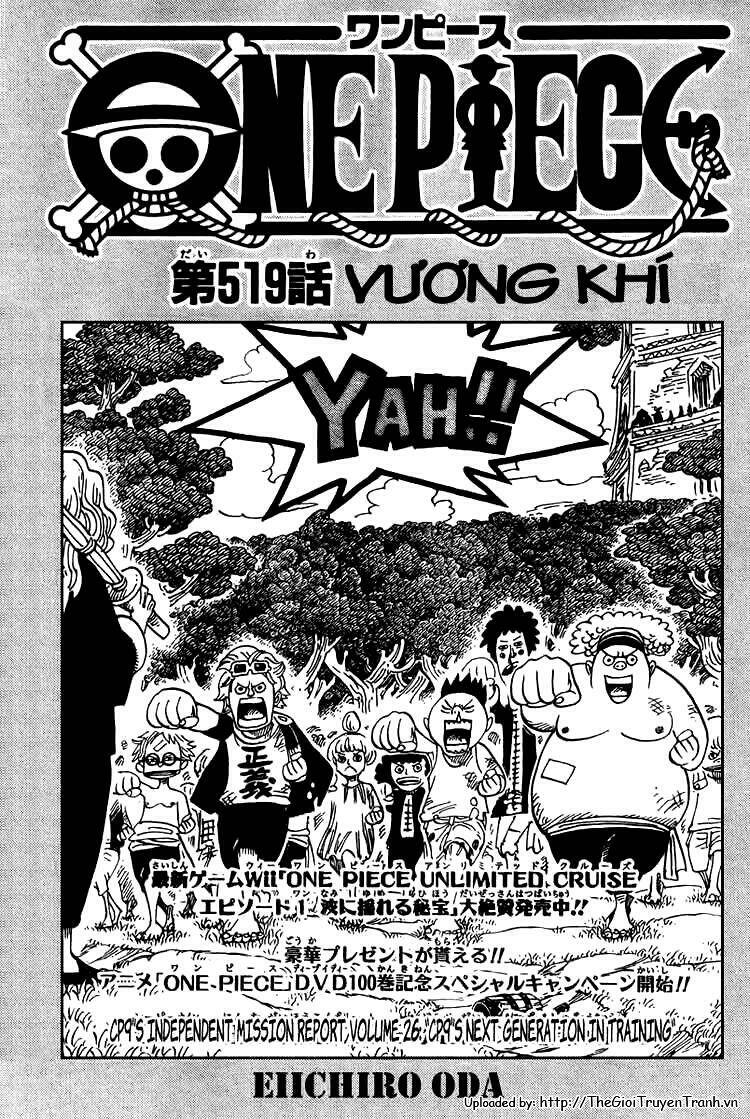 ワンピース
ONE PIECE
第519話 VƯƠNG KHÍ
YAH!!
正義
最新ゲームWii「ONE PIECE UNLIMITED CRUISE
エピソード1 波に揺れる秘宝」大絶賛発売中!!
豪華プレゼントが貰える!!
アニメ「ONE PIECE」DVD100巻記念スペシャルキャンペーン開始!!
CP9"S INDEPENDENT MISSION REPORT, VOLUME 26: "CP9"S NEXT GENERATION IN TRAINING"
EIICHIRO ODA
Uploaded by: http://TheGioiTruyenTranh.vn